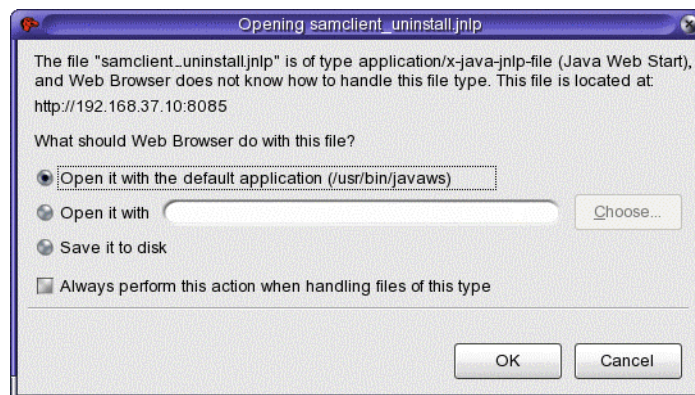 Opening samclient_uninstall.jnlp
The file "samclient_uninstall.jnlp" is of type application/x-java-jnlp-file (Java Web Start),
and Web Browser does not know how to handle this file type. This file is located at:
http://192.168.37.10:8085
What should Web Browser do with this file?
Open it with the default application (/usr/bin/javaws)
Open it with
Choose...
Save it to disk
Always perform this action when handling files of this type
OK
Cancel